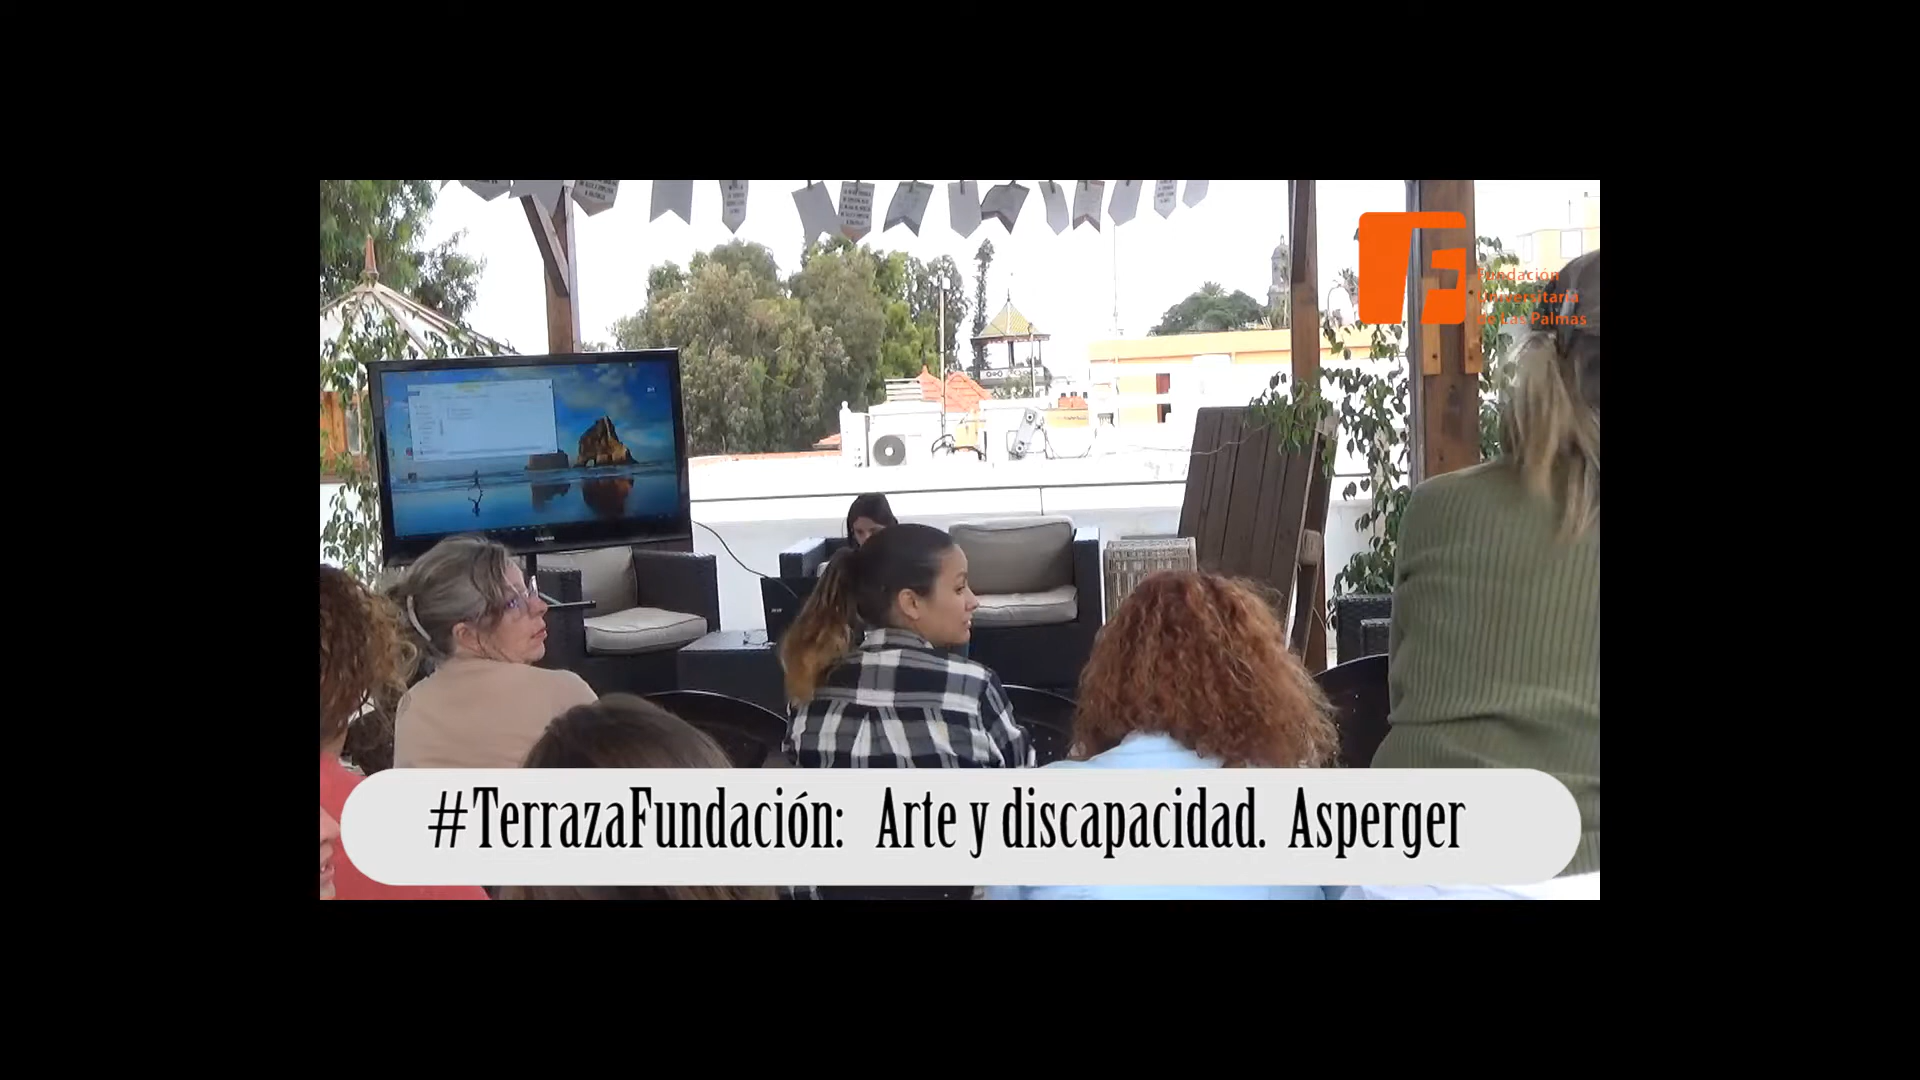 Fundación
Universitaria
de Las Palmas
#TerrazaFundación: Arte y discapacidad. Asperger